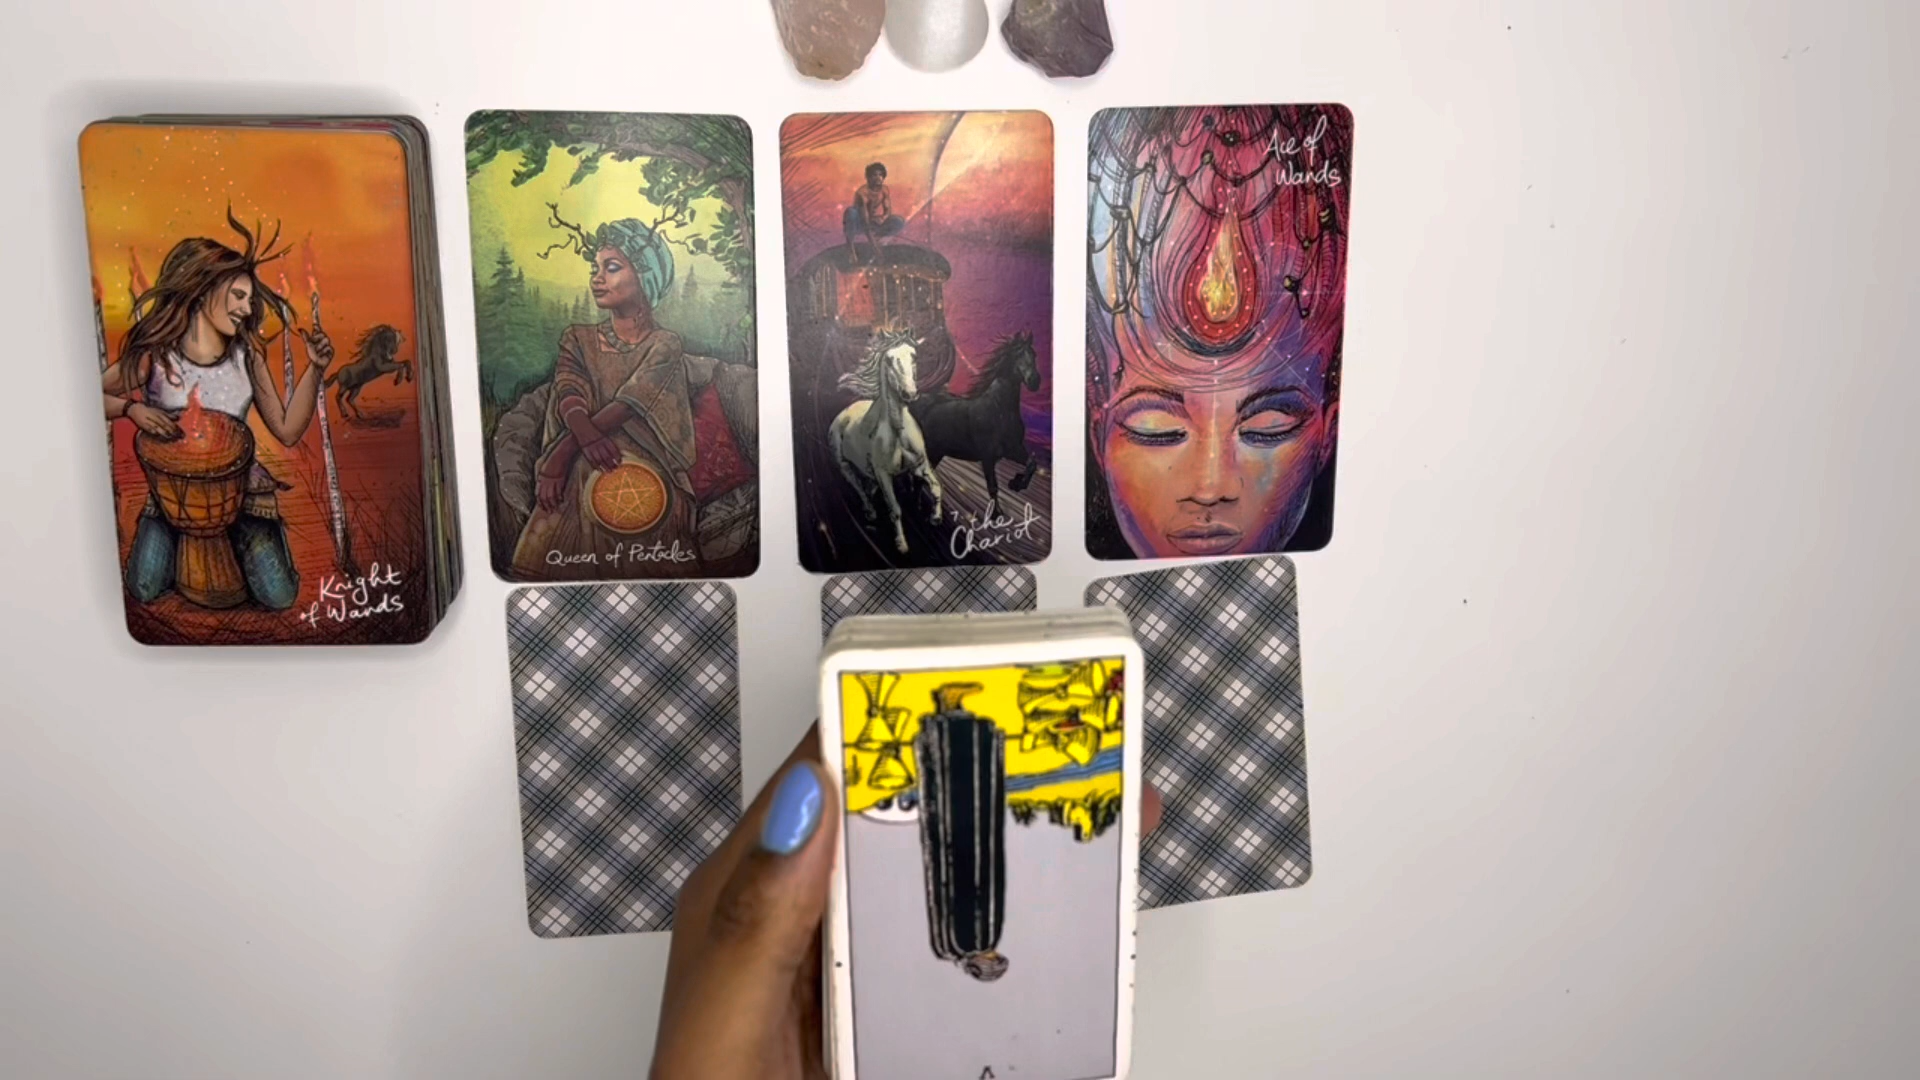 Knight
of Wands
Queen of Pentacles
7. the
Chariot
Ace of
Wands
V